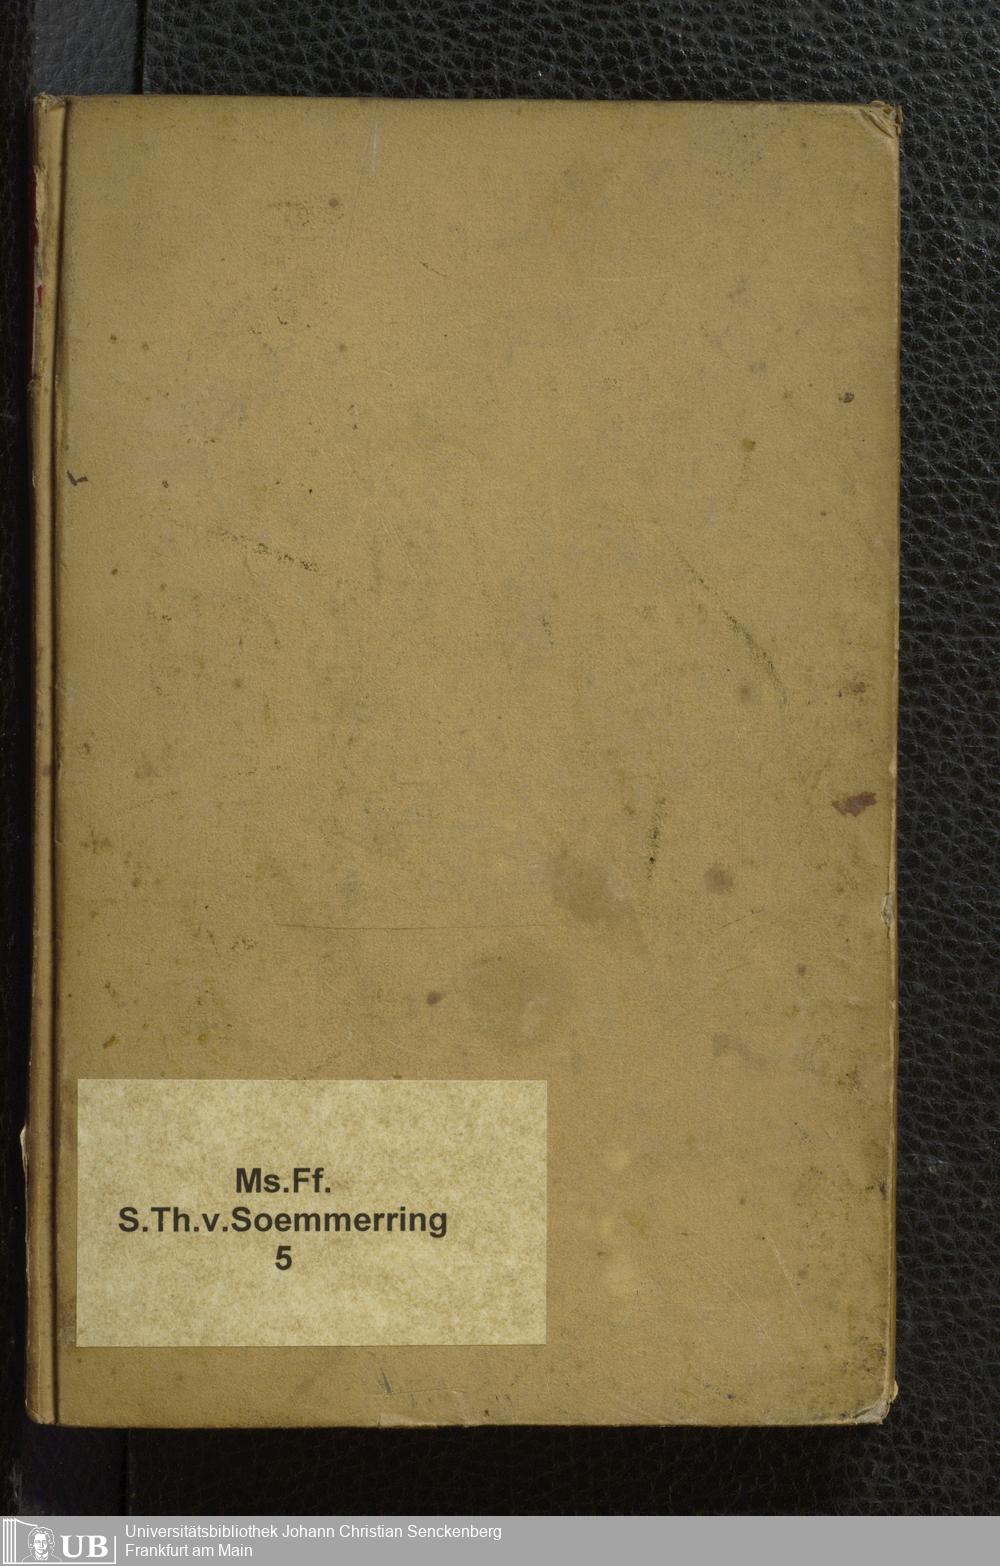 Ms.Ff.
S.Th.v.Soemmerring
5
UB
Universitätsbibliothek Johann Christian Senckenberg
Frankfurt am Main